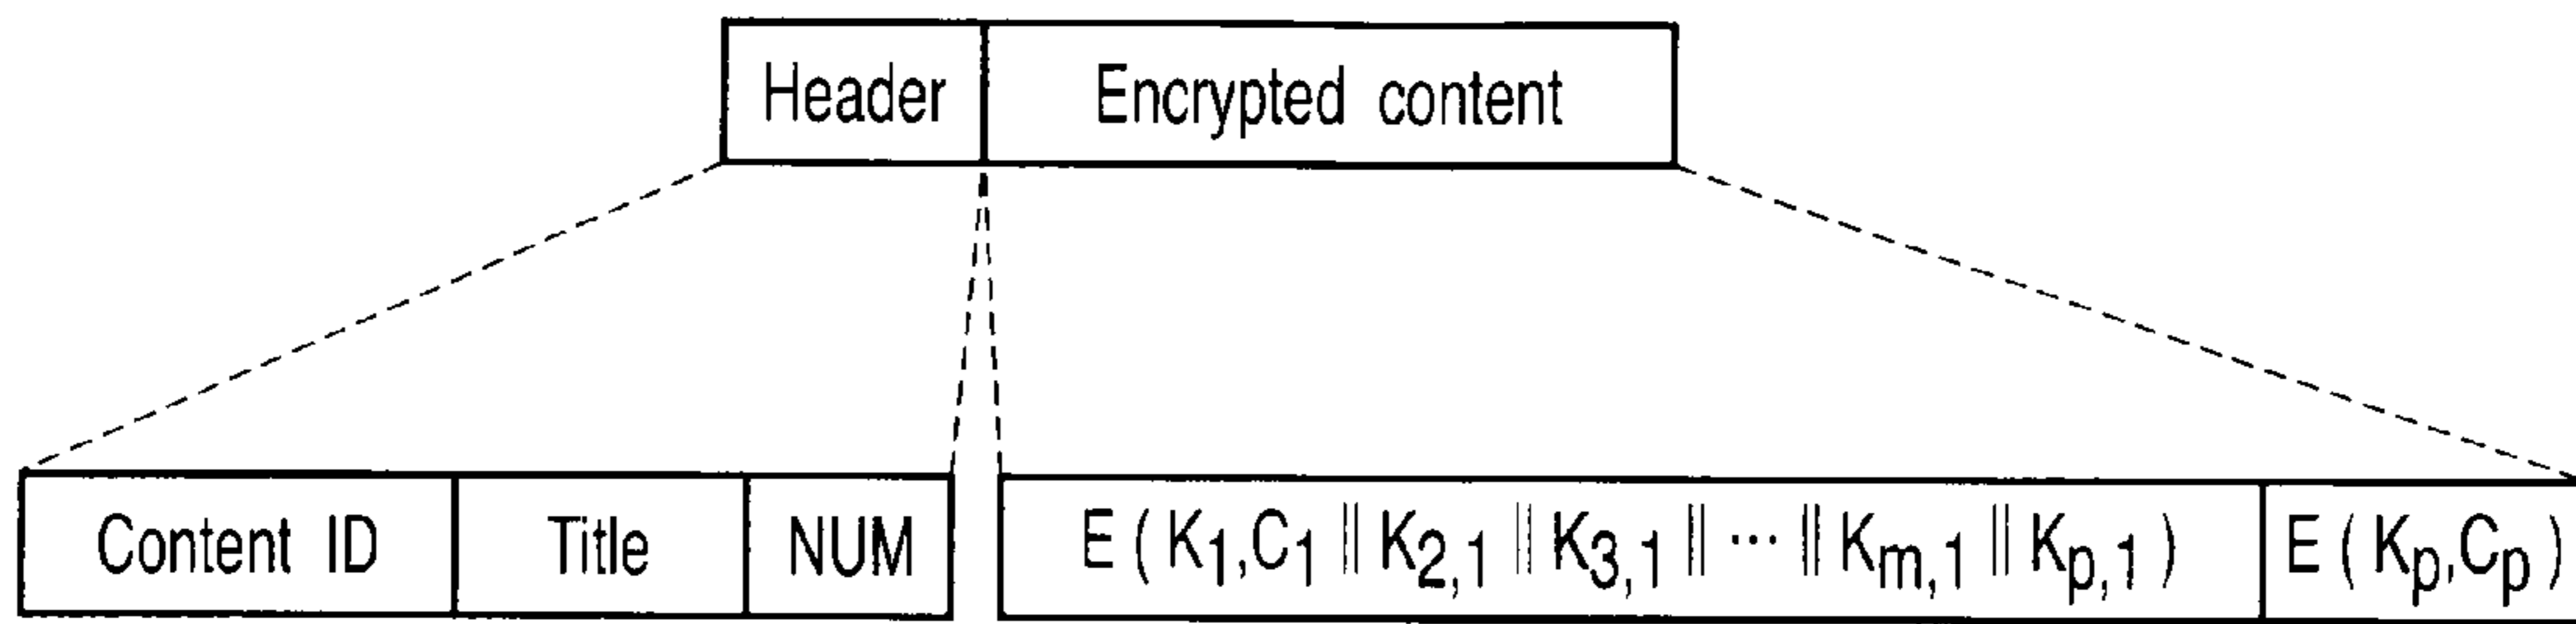 Header Encrypted content
Content ID Title NUM E ( K1,C1 || K2,1 || K3,1 || ··· || Km,1 || Kp,1 ) E ( Kp,Cp )